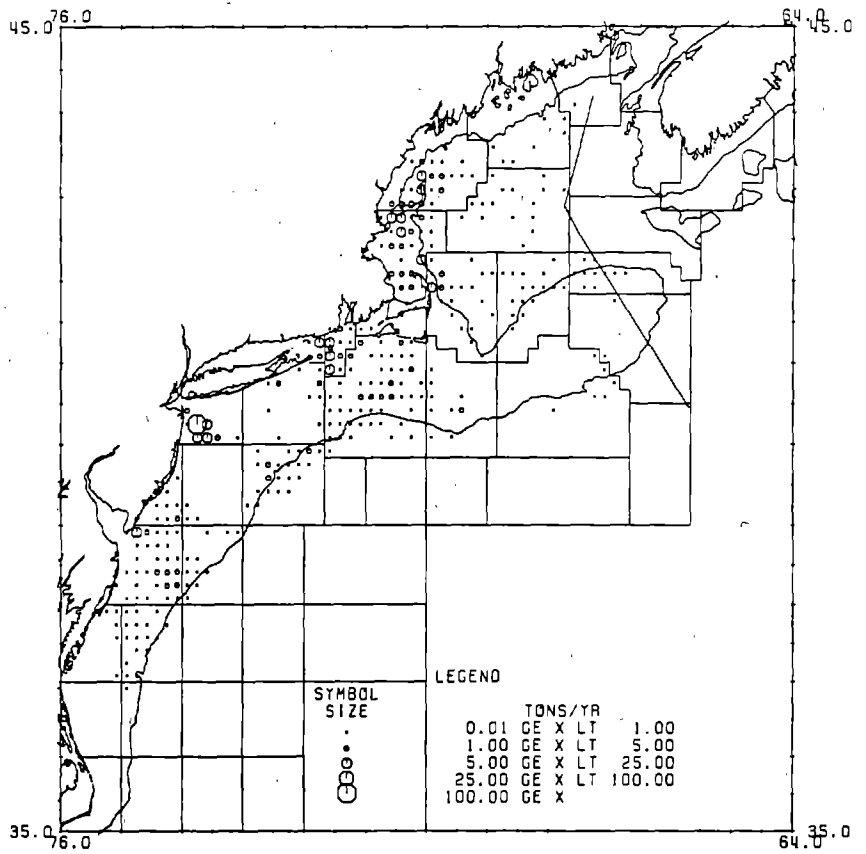 76.0
64.0
45.0
45.0
LEGEND
SYMBOL
SIZE
TONS/YR
0.01 GE X LT 1.00
1.00 GE X LT 5.00
5.00 GE X LT 25.00
25.00 GE X LT 100.00
100.00 GE X
35.0
35.0
76.0
64.0